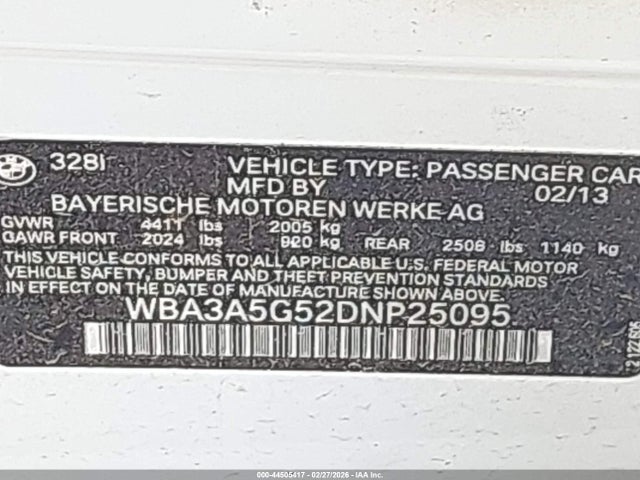 328I VEHICLE TYPE: PASSENGER CAR
MFD BY 02/13
BAYERISCHE MOTOREN WERKE AG
GVWR 4411 lbs 2005 kg
GAWR FRONT 2024 lbs 920 kg REAR 2506 lbs 1140 kg
THIS VEHICLE CONFORMS TO ALL APPLICABLE U.S. FEDERAL MOTOR
VEHICLE SAFETY, BUMPER AND THEFT PREVENTION STANDARDS
IN EFFECT ON DATE OF MANUFACTURE SHOWN ABOVE
WBA3A5G52DNP25095
000-44505417 - 02/27/2026 - IAA Inc.